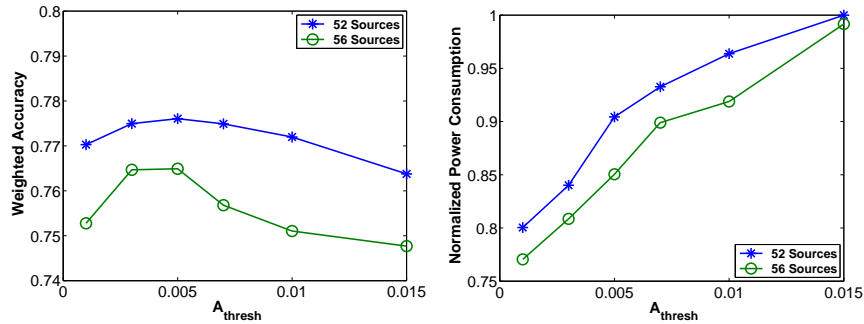 0.8
0.79
0.78
0.77
0.76
0.75
0.74
0
0.005
0.01
0.015
Weighted Accuracy
A_thresh
52 Sources
56 Sources
1
0.95
0.9
0.85
0.8
0.75
0
0.005
0.01
0.015
Normalized Power Consumption
A_thresh
52 Sources
56 Sources